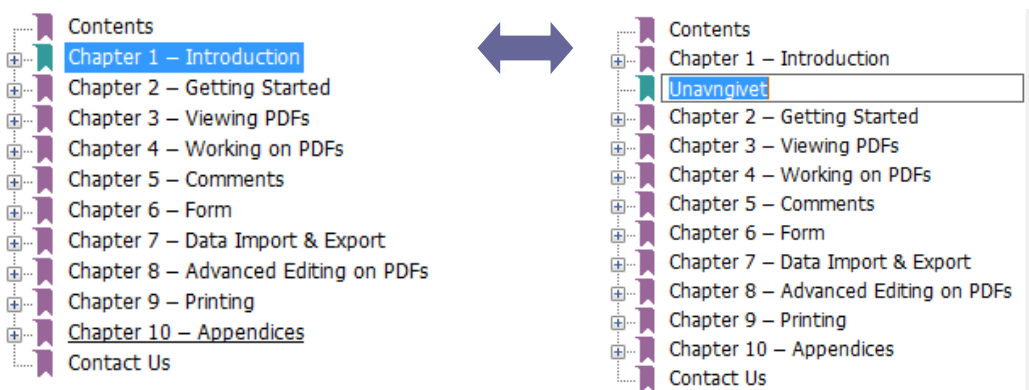 Contents
Chapter 1 – Introduction
Chapter 2 – Getting Started
Chapter 3 – Viewing PDFs
Chapter 4 – Working on PDFs
Chapter 5 – Comments
Chapter 6 – Form
Chapter 7 – Data Import & Export
Chapter 8 – Advanced Editing on PDFs
Chapter 9 – Printing
Chapter 10 – Appendices
Contact Us
Contents
Chapter 1 – Introduction
Unavngivet
Chapter 2 – Getting Started
Chapter 3 – Viewing PDFs
Chapter 4 – Working on PDFs
Chapter 5 – Comments
Chapter 6 – Form
Chapter 7 – Data Import & Export
Chapter 8 – Advanced Editing on PDFs
Chapter 9 – Printing
Chapter 10 – Appendices
Contact Us